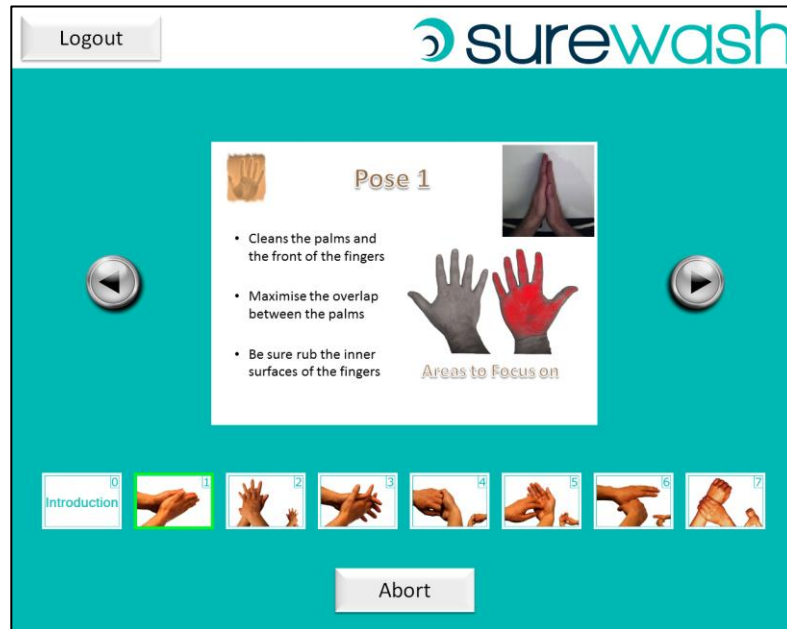 Logout
surewash
Pose 1
• Cleans the palms and
the front of the fingers
• Maximise the overlap
between the palms
• Be sure rub the inner
surfaces of the fingers
Areas to Focus on
0
Introduction
1
2
3
4
5
6
7
Abort